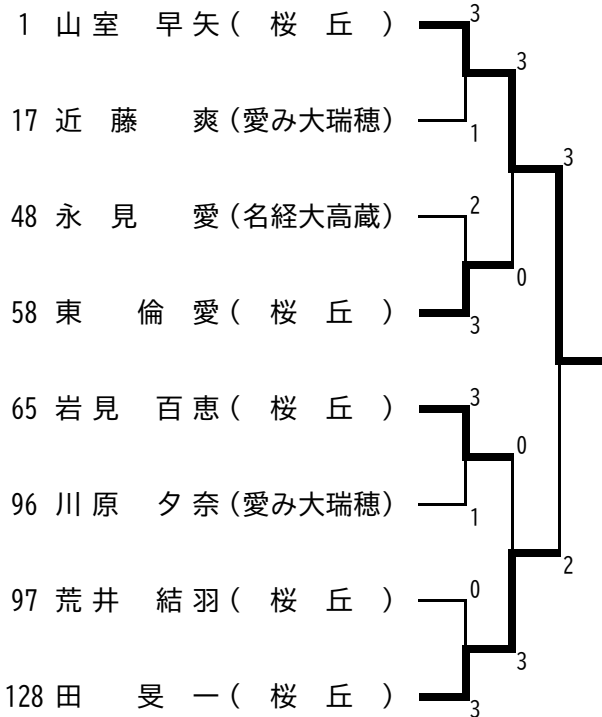 3
1 山室 早矢( 桜 丘 )
3
17 近藤 爽(愛み大瑞穂)
1
3
2
48 永見 愛(名経大高蔵)
0
58 東 倫愛( 桜 丘 )
3
3
65 岩見 百恵( 桜 丘 )
0
96 川原 夕奈(愛み大瑞穂)
1
2
0
97 荒井 結羽( 桜 丘 )
3
128 田 旻一( 桜 丘 )
3